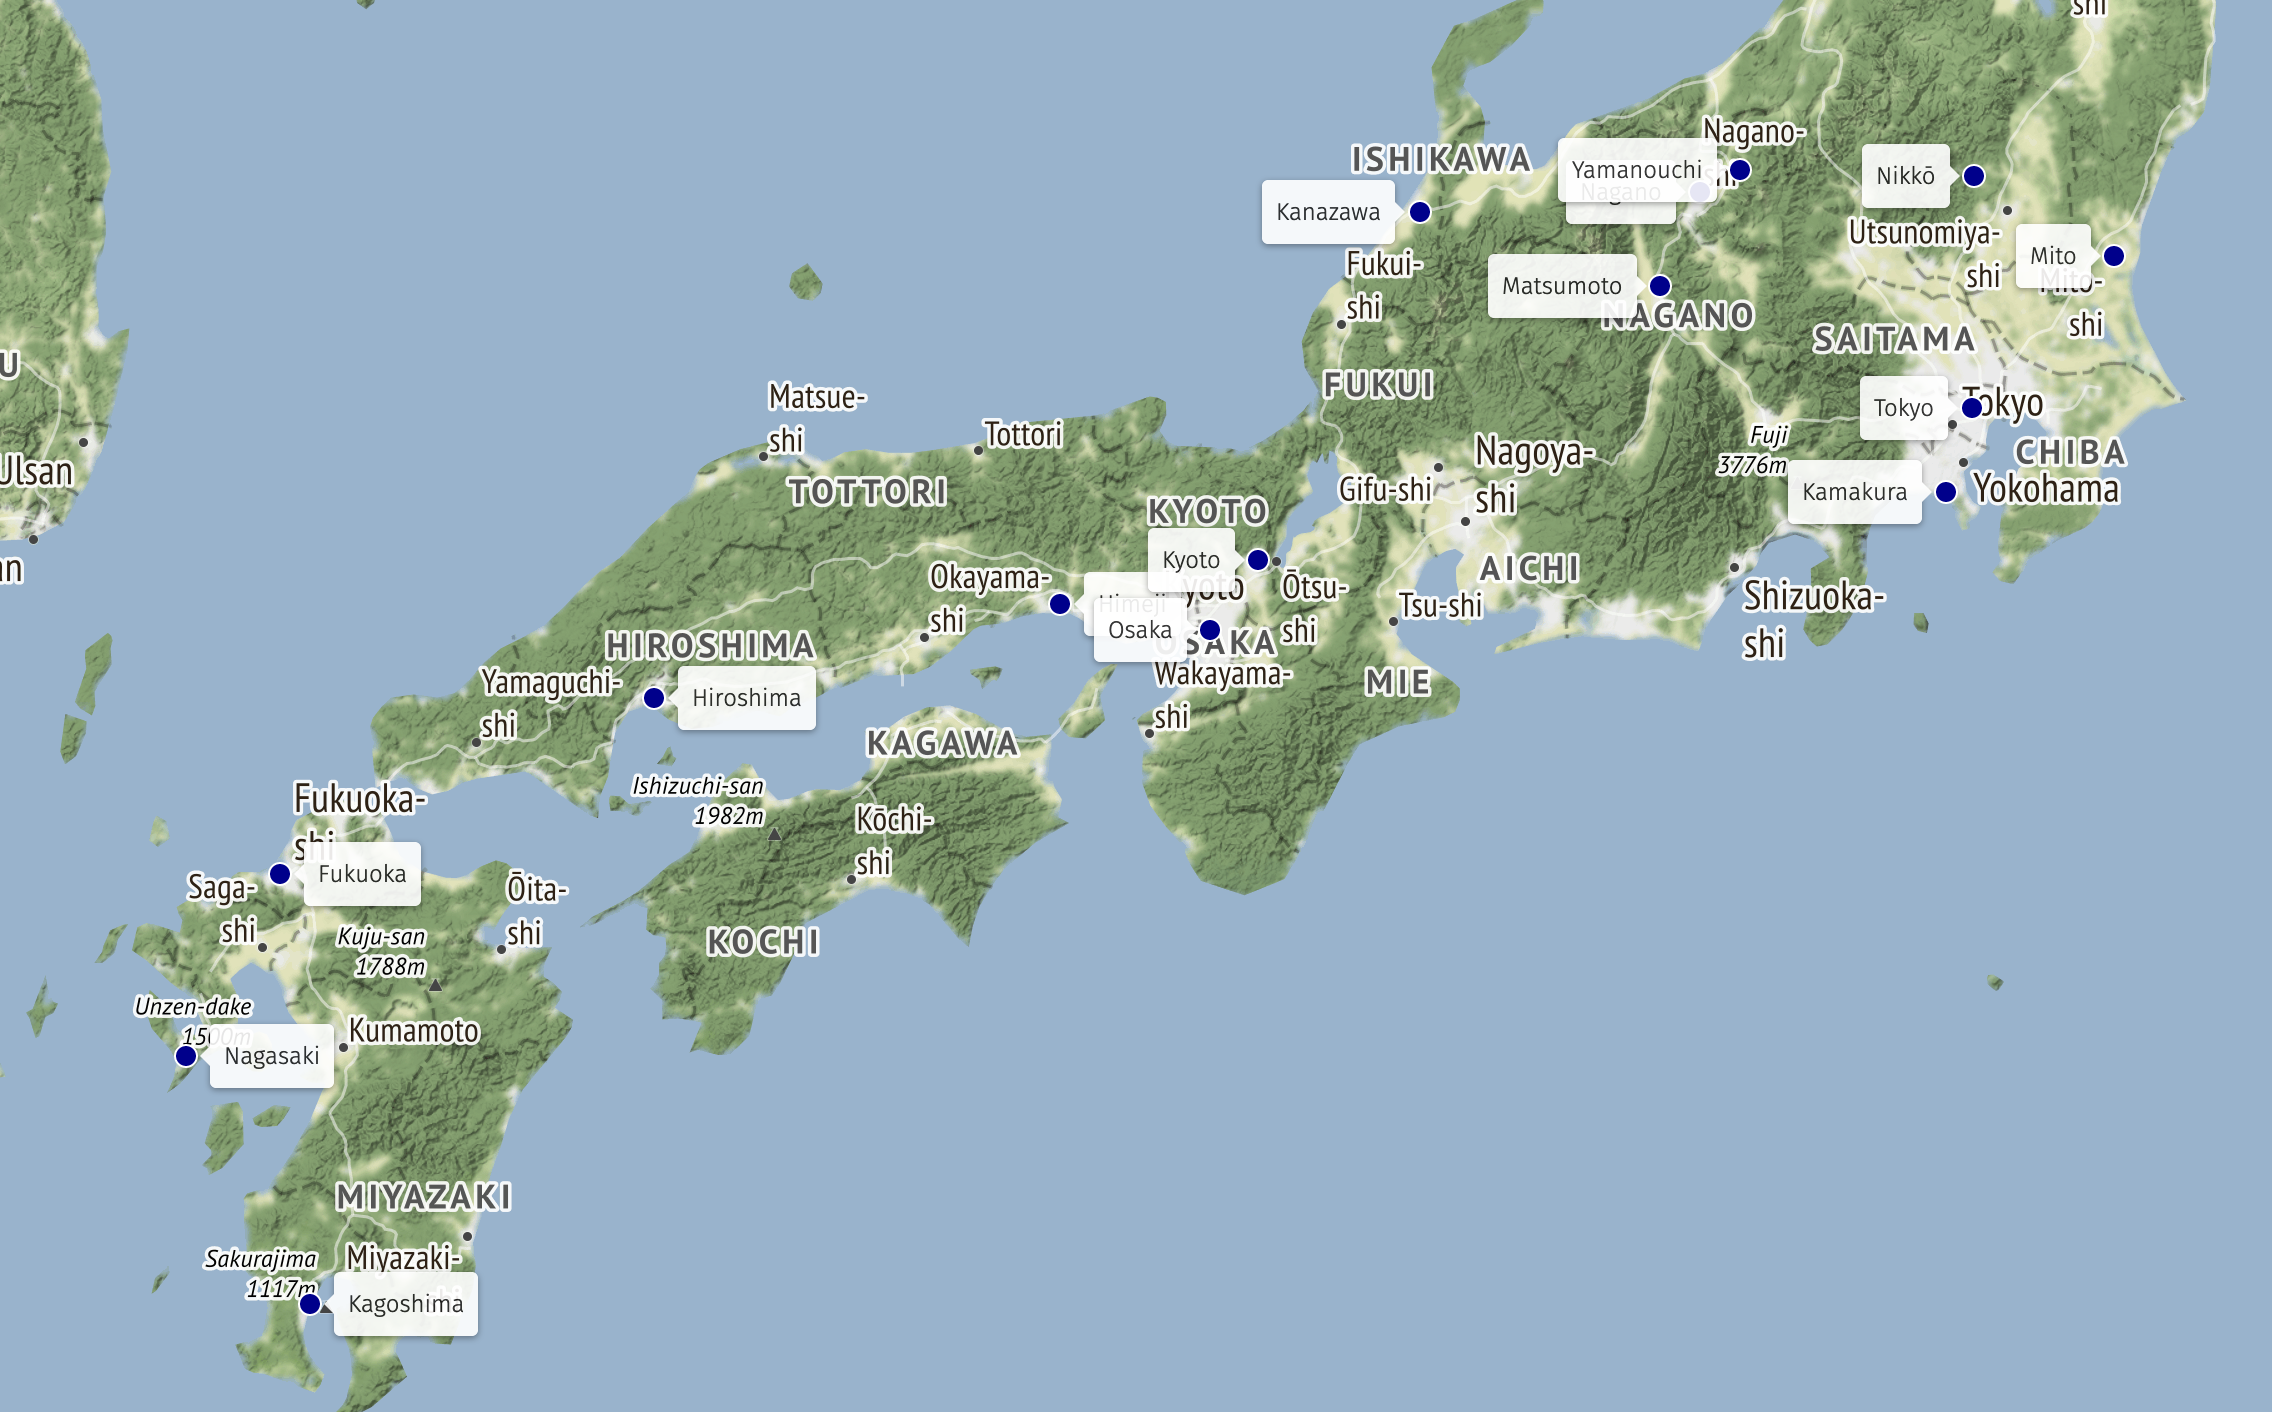 shi
Nagano-
shi
ISHIKAWA
Yamanouchi
Nagano
Nikkō
Kanazawa
Utsunomiya-
shi
Mito
Mito-
shi
Fukui-
shi
Matsumoto
NAGANO
SAITAMA
U
FUKUI
Matsue-
shi
Tottori
Tokyo
Tokyo
Fuji
3776m
CHIBA
Ulsan
TOTTORI
Gifu-shi
Nagoya-
shi
Kamakura
Yokohama
KYOTO
Kyoto
Kyoto
an
Okayama-
shi
Himeji
Osaka
OSAKA
Ōtsu-
shi
AICHI
Tsu-shi
Shizuoka-
shi
HIROSHIMA
Yamaguchi-
shi
Hiroshima
Wakayama-
shi
MIE
KAGAWA
Ishizuchi-san
1982m
Fukuoka-
shi
Kōchi-
shi
Fukuoka
Saga-
shi
Ōita-
shi
Kuju-san
1788m
KOCHI
Unzen-dake
1500m
Kumamoto
Nagasaki
MIYAZAKI
Sakurajima
1117m
Miyazaki-
shi
Kagoshima